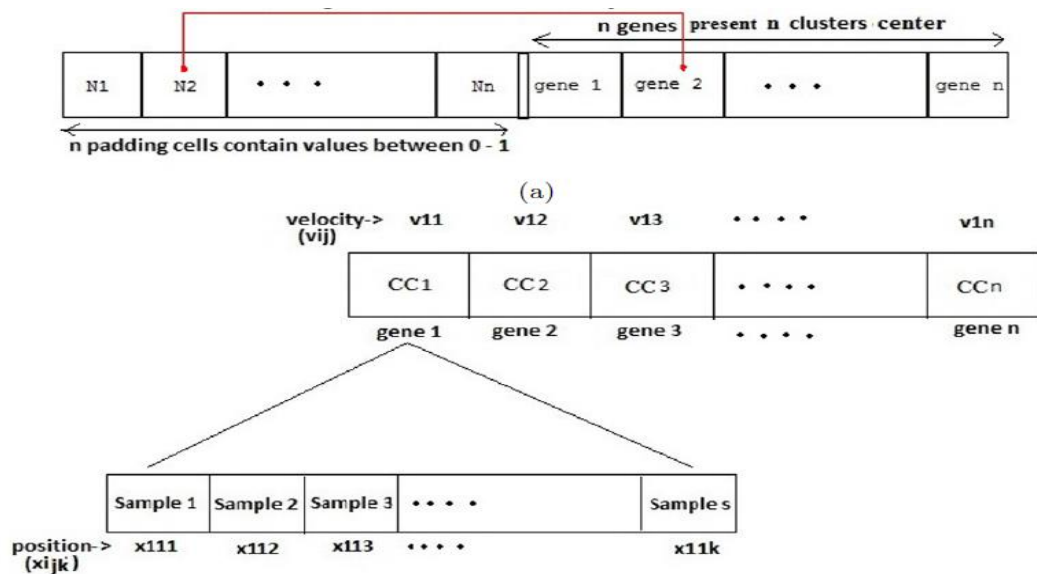 n genes present n clusters center
N1 N2 • • • Nn gene 1 gene 2 • • • gene n
n padding cells contain values between 0 - 1
(a)
velocity-> v11 v12 v13 • • • • v1n
(vij)
CC1 CC2 CC3 • • • • CCn
gene 1 gene 2 gene 3 • • • • gene n
Sample 1 Sample 2 Sample 3 • • • • Sample s
position-> x111 x112 x113 • • • • x11k
(xijk)